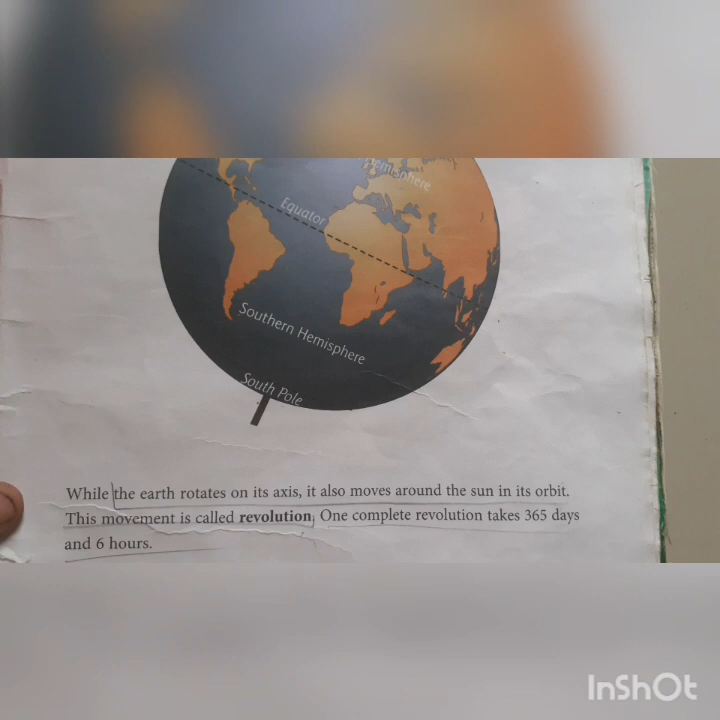 Hemisphere
Equator
Southern Hemisphere
South Pole
While the earth rotates on its axis, it also moves around the sun in its orbit.
This movement is called revolution. One complete revolution takes 365 days
and 6 hours.
InShOt